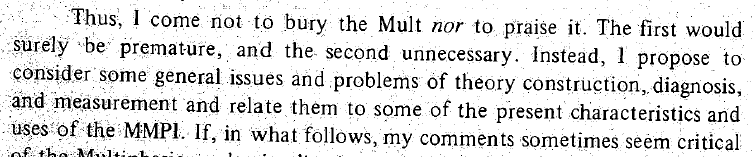 Thus, I come not to bury the Mult nor to praise it. The first would
surely be premature, and the second unnecessary. Instead, I propose to
consider some general issues and problems of theory construction, diagnosis,
and measurement and relate them to some of the present characteristics and
uses of the MMPI. If, in what follows, my comments sometimes seem critical
of the